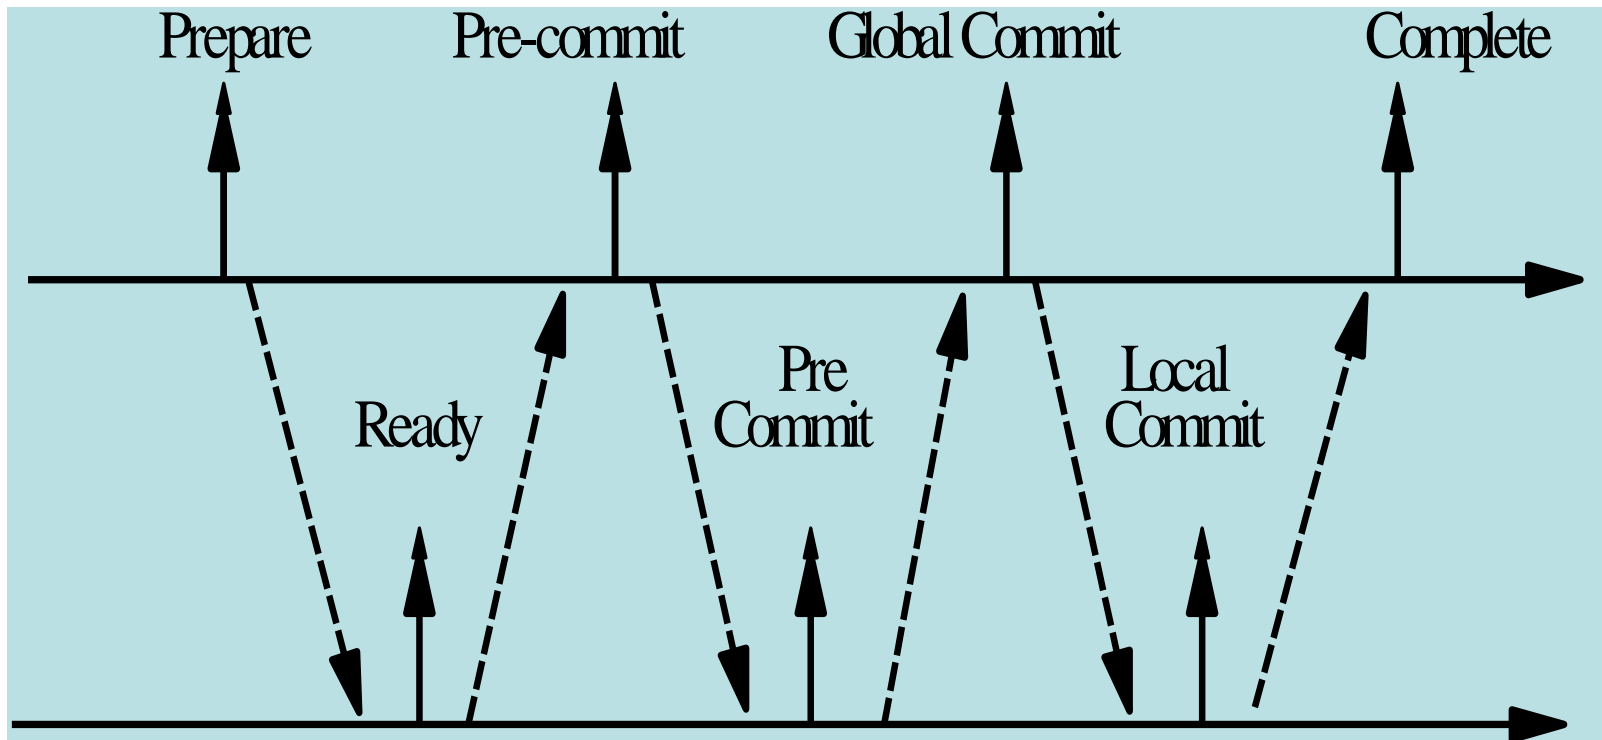 Prepare Pre-commit Global Commit Complete
Pre
Commit
Local
Commit
Ready